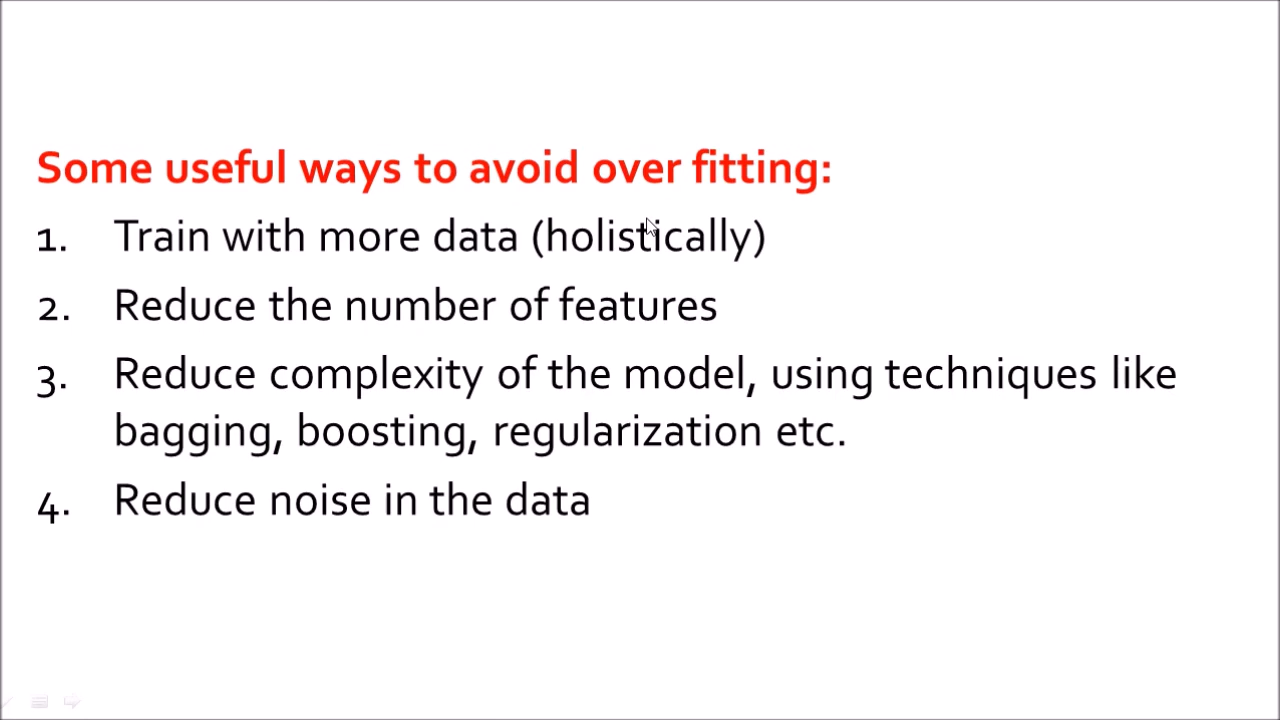 Some useful ways to avoid over fitting:
1. Train with more data (holistically)
2. Reduce the number of features
3. Reduce complexity of the model, using techniques like
bagging, boosting, regularization etc.
4. Reduce noise in the data